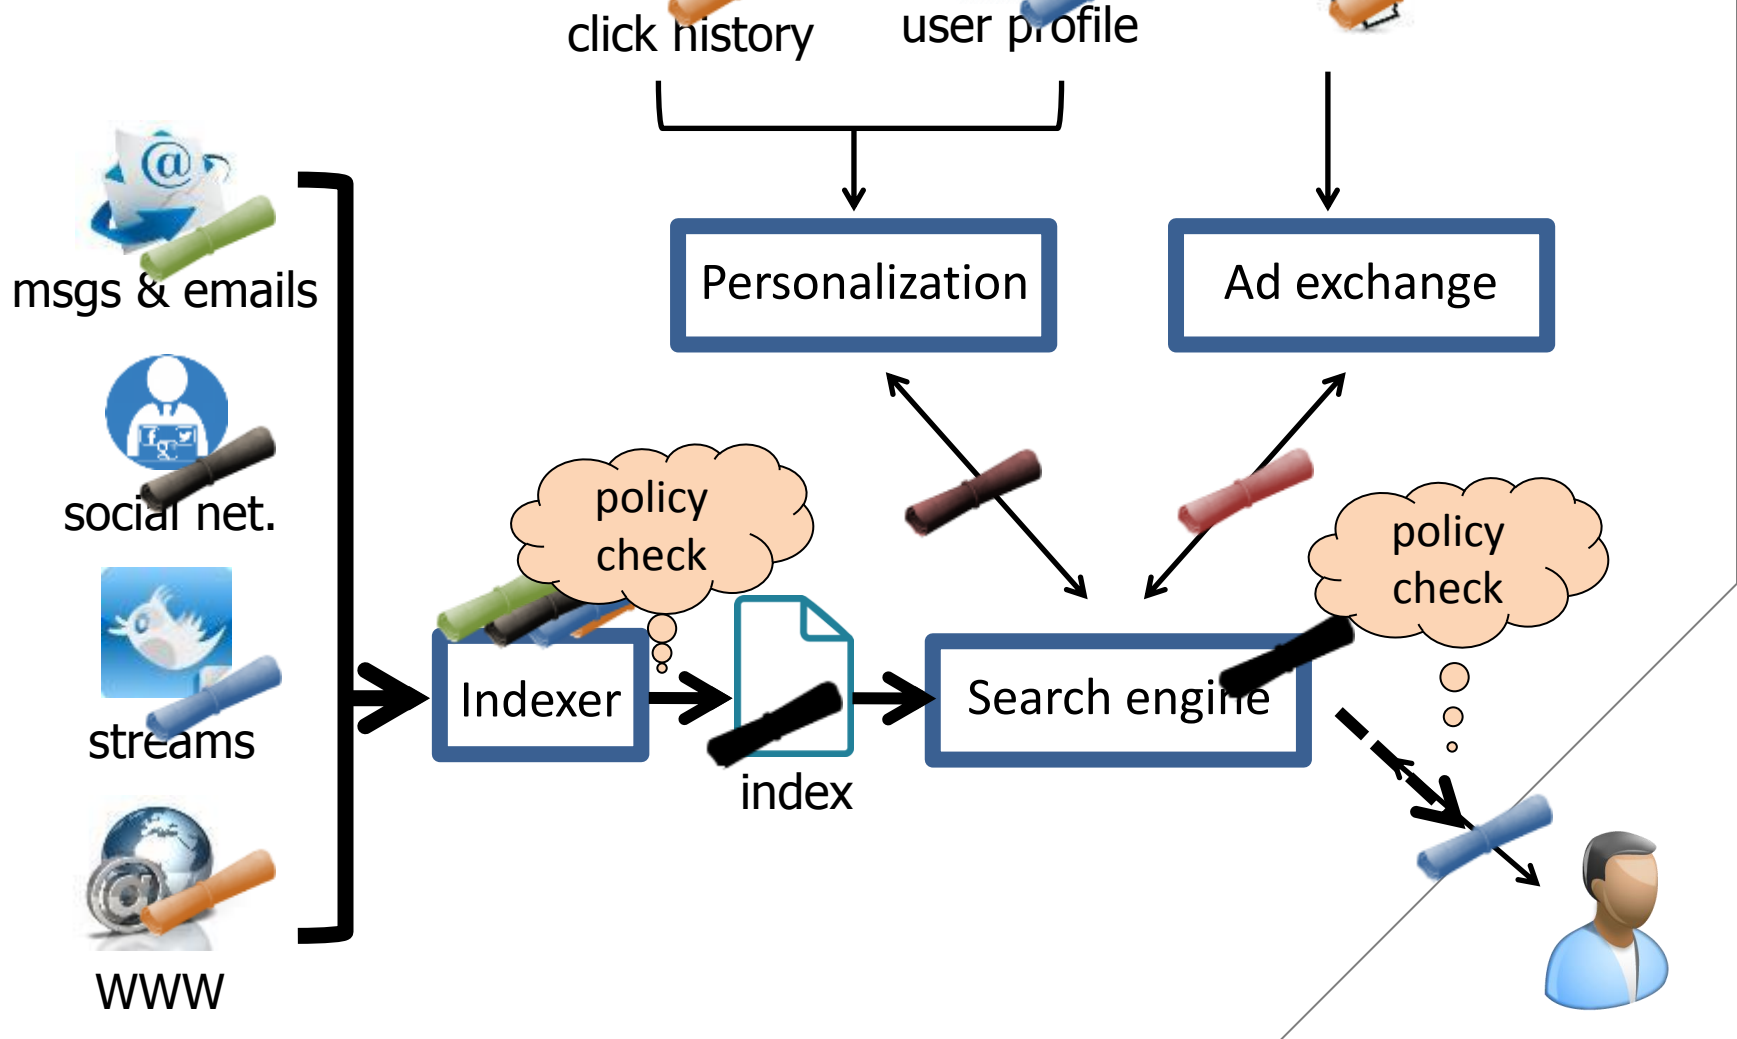 click history
user profile
msgs & emails
Personalization
Ad exchange
social net.
policy
check
policy
check
streams
Indexer
Search engine
index
WWW